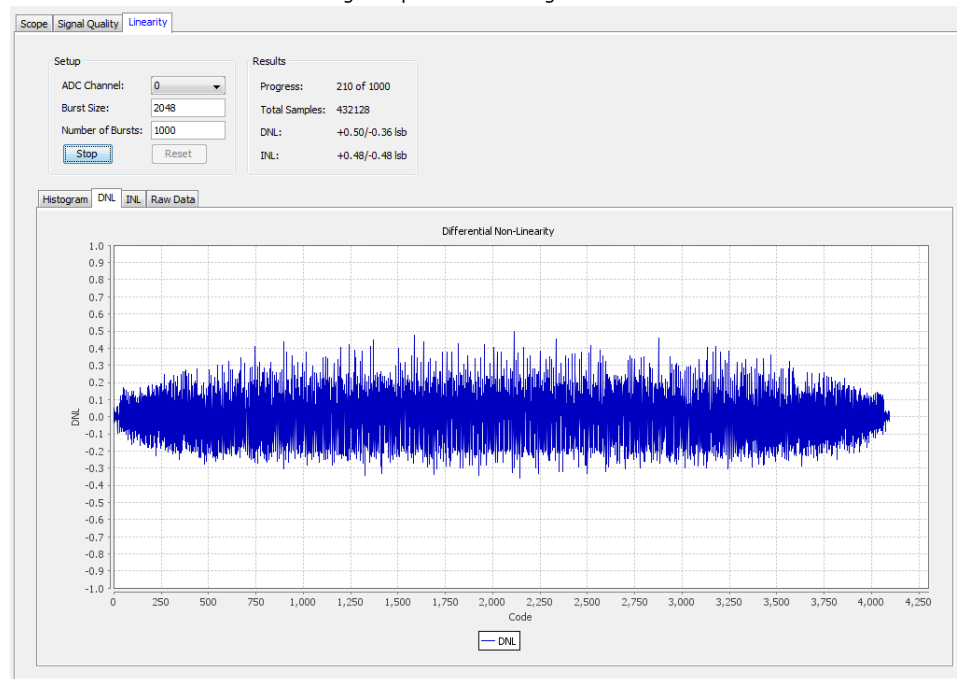 Scope Signal Quality Linearity
Setup
ADC Channel: 0
Burst Size: 2048
Number of Bursts: 1000
Stop Reset
Results
Progress: 210 of 1000
Total Samples: 432128
DNL: +0.50/-0.36 lsb
INL: +0.48/-0.48 lsb
Histogram DNL INL Raw Data
Differential Non-Linearity
1.0
0.9
0.8
0.7
0.6
0.5
0.4
0.3
0.2
0.1
0.0
-0.1
-0.2
-0.3
-0.4
-0.5
-0.6
-0.7
-0.8
-0.9
-1.0
DNL
0 250 500 750 1,000 1,250 1,500 1,750 2,000 2,250 2,500 2,750 3,000 3,250 3,500 3,750 4,000 4,250
Code
DNL